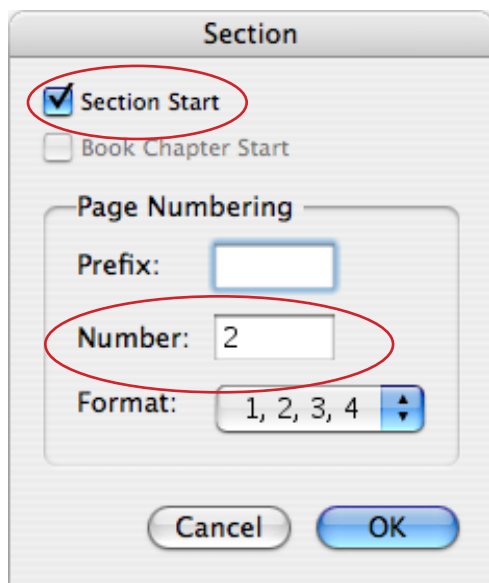 Section
Section Start
Book Chapter Start
Page Numbering
Prefix:
Number: 2
Format: 1, 2, 3, 4
Cancel OK